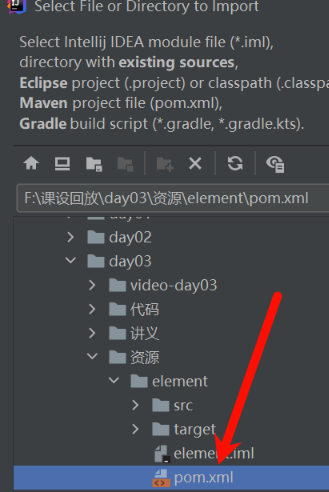 Select File or Directory to Import
Select Intellij IDEA module file (*.iml),
directory with existing sources,
Eclipse project (.project) or classpath (.classpa
Maven project file (pom.xml),
Gradle build script (*.gradle, *.gradle.kts).
F:\课设回放\day03\资源\element\pom.xml
day02
day03
video-day03
代码
讲义
资源
element
src
target
element.iml
pom.xml